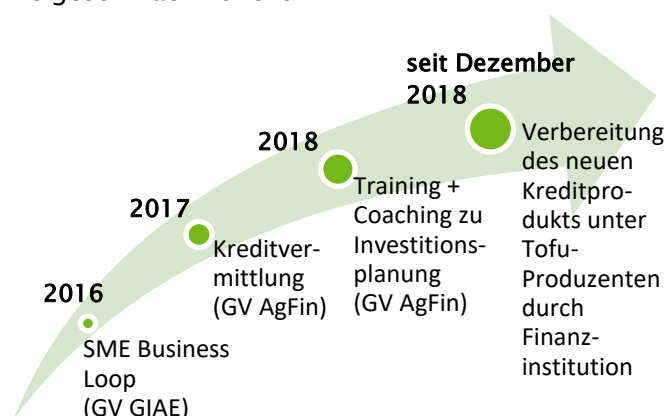 2016
SME Business
Loop
(GV GIAE)
2017
Kreditver-
mittlung
(GV AgFin)
2018
Training +
Coaching zu
Investitions-
planung
(GV AgFin)
seit Dezember
2018
Verbereitung
des neuen
Kreditpro-
dukts unter
Tofu-
Produzenten
durch
Finanz-
institution